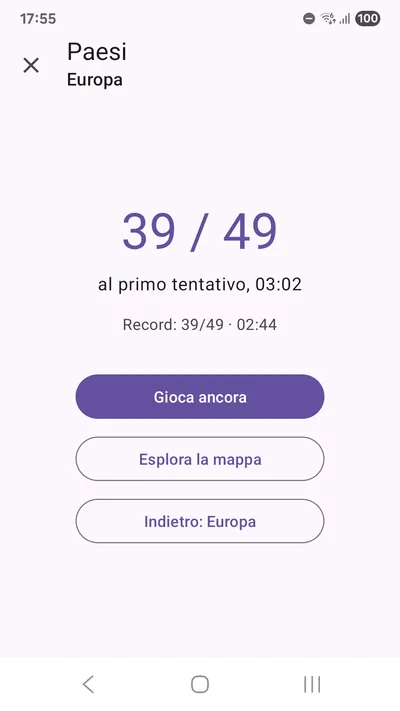 17:55
100
Paesi
Europa
39 / 49
al primo tentativo, 03:02
Record: 39/49 · 02:44
Gioca ancora
Esplora la mappa
Indietro: Europa